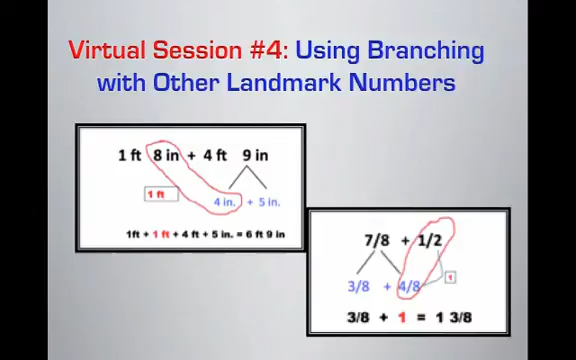 Virtual Session #4: Using Branching
with Other Landmark Numbers
1 ft 8 in + 4 ft 9 in
1 ft
4 in. + 5 in.
1ft + 1 ft + 4 ft + 5 in. = 6 ft 9 in
7/8 + 1/2
3/8 + 4/8
1
3/8 + 1 = 1 3/8